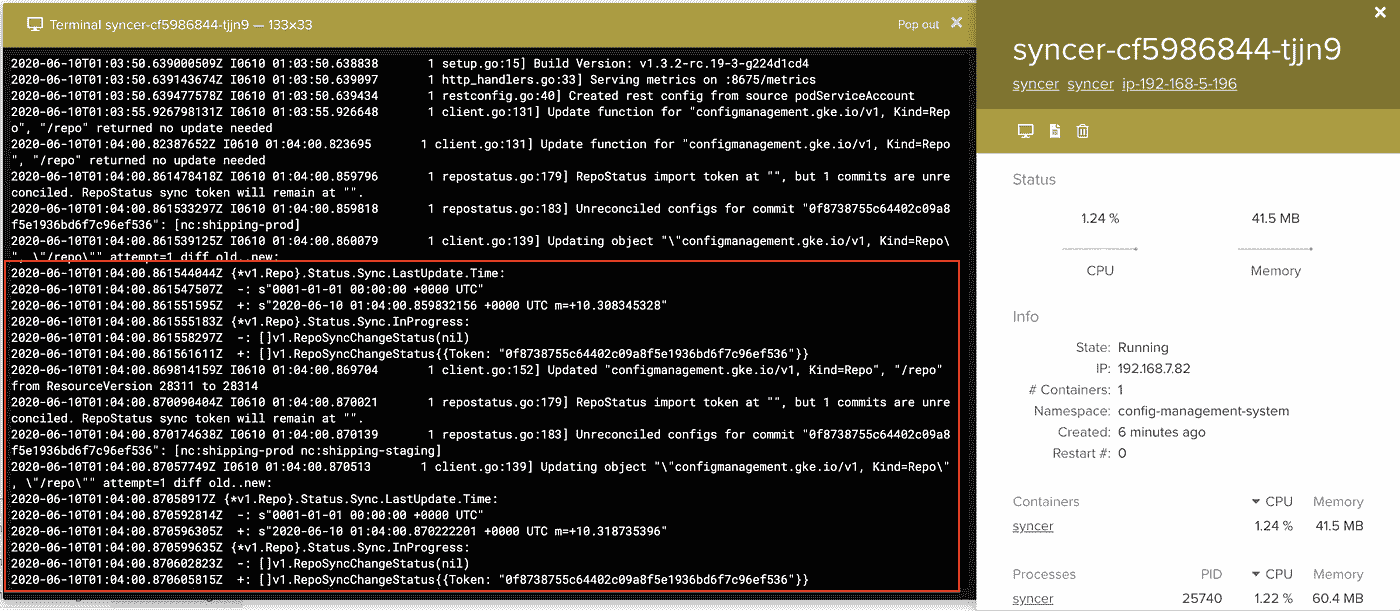 Terminal syncer-cf5986844-tjjn9 — 133×33
Pop out ×
2020-06-10T01:03:50.639000509Z I0610 01:03:50.638838 1 setup.go:15] Build Version: v1.3.2-rc.19-3-g224d1cd4
2020-06-10T01:03:50.639143674Z I0610 01:03:50.639097 1 http_handlers.go:33] Serving metrics on :8675/metrics
2020-06-10T01:03:50.639477578Z I0610 01:03:50.639434 1 restconfig.go:40] Created rest config from source podServiceAccount
2020-06-10T01:03:55.926798131Z I0610 01:03:55.926648 1 client.go:131] Update function for "configmanagement.gke.io/v1, Kind=Rep
o", "/repo" returned no update needed
2020-06-10T01:04:00.82387652Z I0610 01:04:00.823695 1 client.go:131] Update function for "configmanagement.gke.io/v1, Kind=Repo
", "/repo" returned no update needed
2020-06-10T01:04:00.861478418Z I0610 01:04:00.859796 1 repostatus.go:179] RepoStatus import token at "", but 1 commits are unre
conciled. RepoStatus sync token will remain at "".
2020-06-10T01:04:00.861533297Z I0610 01:04:00.859818 1 repostatus.go:183] Unreconciled configs for commit "0f8738755c64402c09a8
f5e1936bd6f7c96ef536": [nc:shipping-prod]
2020-06-10T01:04:00.861539125Z I0610 01:04:00.860079 1 client.go:139] Updating object "\"configmanagement.gke.io/v1, Kind=Repo\
", \"/repo\"" attempt=1 diff old..new:
2020-06-10T01:04:00.861544044Z {*v1.Repo}.Status.Sync.LastUpdate.Time:
2020-06-10T01:04:00.861547507Z -: s"0001-01-01 00:00:00 +0000 UTC"
2020-06-10T01:04:00.861551595Z +: s"2020-06-10 01:04:00.859832156 +0000 UTC m=+10.308345328"
2020-06-10T01:04:00.861555183Z {*v1.Repo}.Status.Sync.InProgress:
2020-06-10T01:04:00.861558297Z -: []v1.RepoSyncChangeStatus(nil)
2020-06-10T01:04:00.861561611Z +: []v1.RepoSyncChangeStatus{{Token: "0f8738755c64402c09a8f5e1936bd6f7c96ef536"}}
2020-06-10T01:04:00.869814159Z I0610 01:04:00.869704 1 client.go:152] Updated "configmanagement.gke.io/v1, Kind=Repo", "/repo"
from ResourceVersion 28311 to 28314
2020-06-10T01:04:00.870090404Z I0610 01:04:00.870021 1 repostatus.go:179] RepoStatus import token at "", but 1 commits are unre
conciled. RepoStatus sync token will remain at "".
2020-06-10T01:04:00.870174638Z I0610 01:04:00.870139 1 repostatus.go:183] Unreconciled configs for commit "0f8738755c64402c09a8
f5e1936bd6f7c96ef536": [nc:shipping-prod nc:shipping-staging]
2020-06-10T01:04:00.87057749Z I0610 01:04:00.870513 1 client.go:139] Updating object "\"configmanagement.gke.io/v1, Kind=Repo\"
, \"/repo\"" attempt=1 diff old..new:
2020-06-10T01:04:00.87058917Z {*v1.Repo}.Status.Sync.LastUpdate.Time:
2020-06-10T01:04:00.870592814Z -: s"0001-01-01 00:00:00 +0000 UTC"
2020-06-10T01:04:00.870596305Z +: s"2020-06-10 01:04:00.870222201 +0000 UTC m=+10.318735396"
2020-06-10T01:04:00.870599635Z {*v1.Repo}.Status.Sync.InProgress:
2020-06-10T01:04:00.870602823Z -: []v1.RepoSyncChangeStatus(nil)
2020-06-10T01:04:00.870605815Z +: []v1.RepoSyncChangeStatus{{Token: "0f8738755c64402c09a8f5e1936bd6f7c96ef536"}}
syncer-cf5986844-tjjn9
syncer syncer ip-192-168-5-196
Status
1.24 % 41.5 MB
CPU Memory
Info
State: Running
IP: 192.168.7.82
# Containers: 1
Namespace: config-management-system
Created: 6 minutes ago
Restart #: 0
Containers CPU Memory
syncer 1.24 % 41.5 MB
Processes PID CPU Memory
syncer 25740 1.22 % 60.4 MB